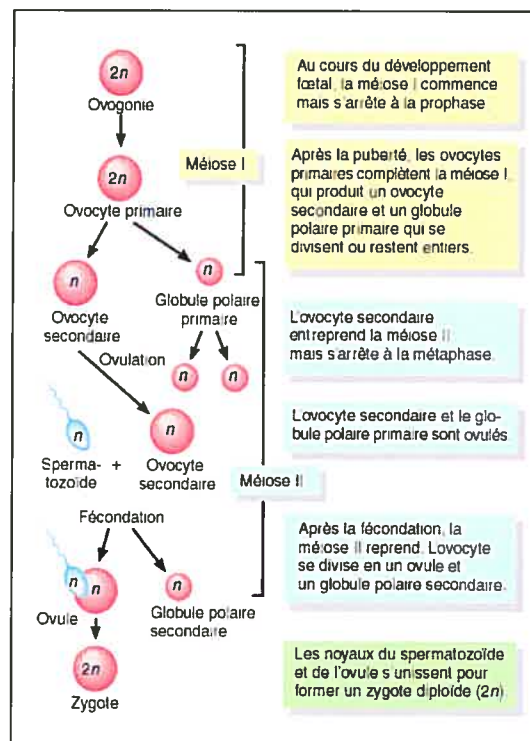 2n
Ovogonie
2n
Ovocyte primaire
Méiose I
n
Ovocyte
secondaire
n
Globule polaire
primaire
Ovulation
n
n
n
Sperma-
tozoïde
+
n
Ovocyte
secondaire
Méiose II
Fécondation
n
n
Ovule
n
Globule polaire
secondaire
2n
Zygote
Au cours du développement
fœtal, la méiose I commence
mais s'arrête à la prophase
Après la puberté, les ovocytes
primaires complètent la méiose I,
qui produit un ovocyte
secondaire et un globule
polaire primaire qui se
divisent ou restent entiers.
L'ovocyte secondaire
entreprend la méiose II
mais s'arrête à la métaphase.
L'ovocyte secondaire et le glo-
bule polaire primaire sont ovulés.
Après la fécondation, la
méiose II reprend. L'ovocyte
se divise en un ovule et
un globule polaire secondaire.
Les noyaux du spermatozoïde
et de l'ovule s'unissent pour
former un zygote diploïde (2n)